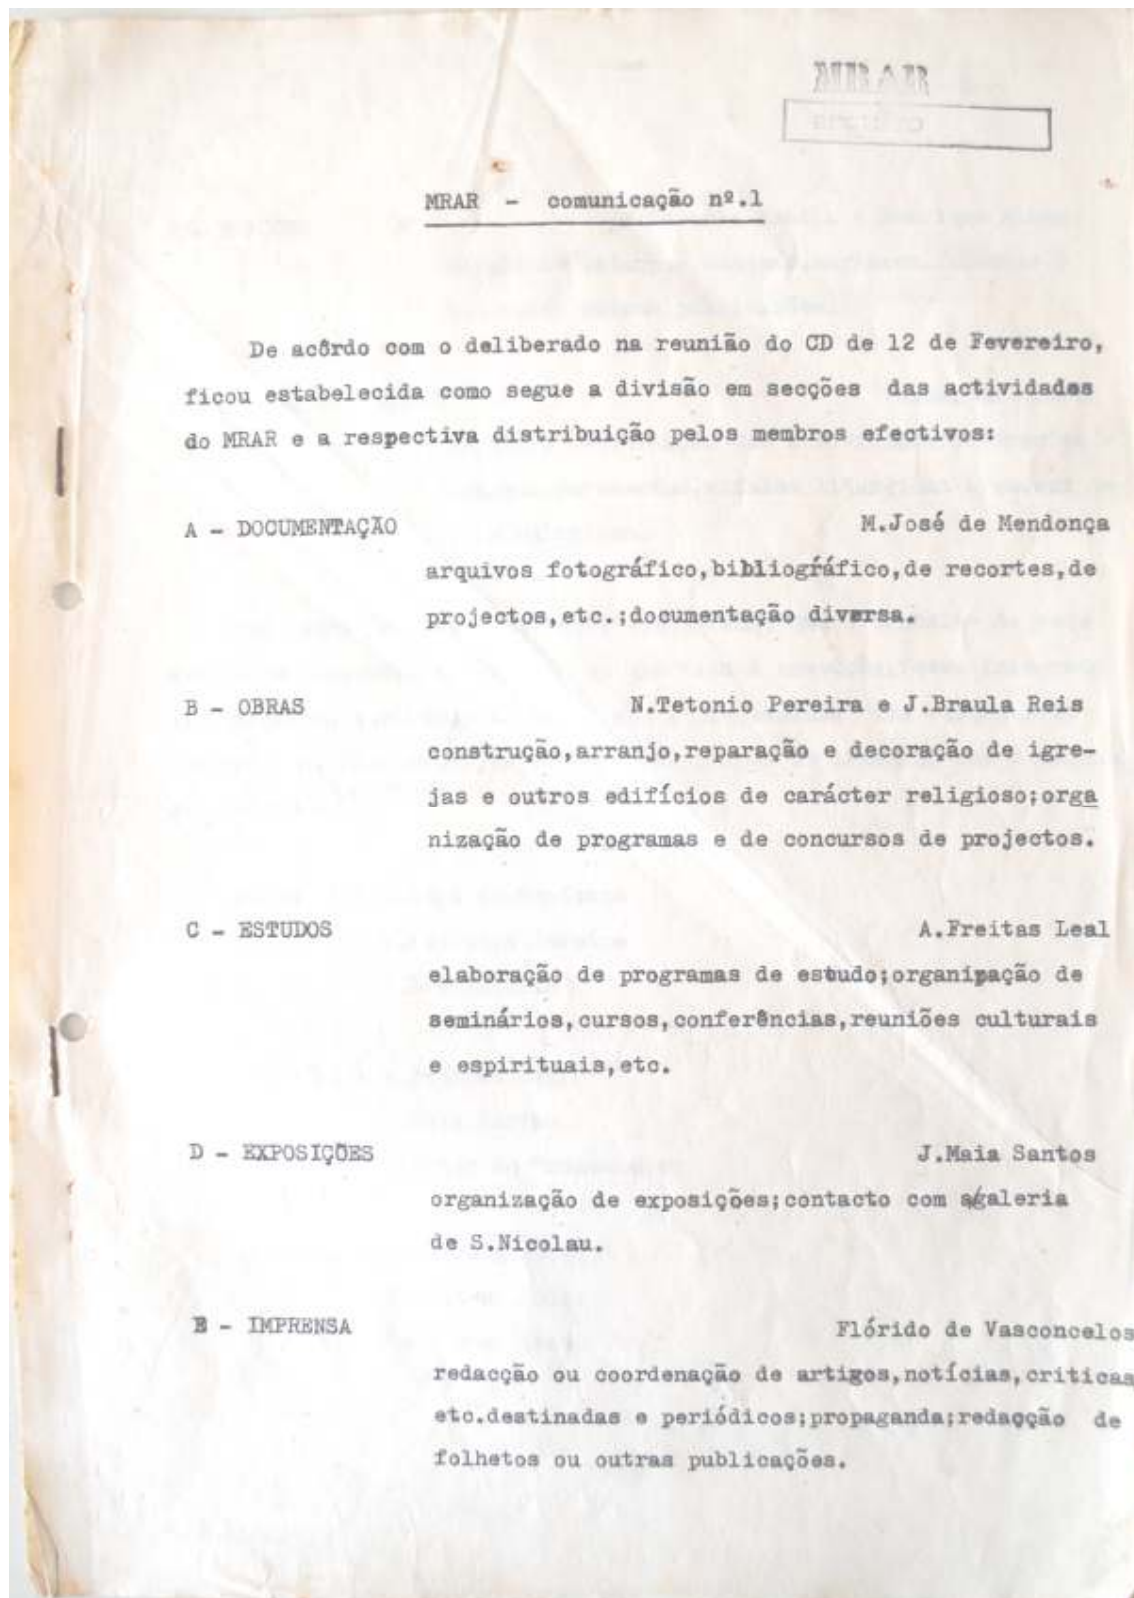 MRAR
MRAR - comunicação nº.1
De acôrdo com o deliberado na reunião do CD de 12 de Fevereiro,
ficou estabelecida como segue a divisão em secções das actividades
do MRAR e a respectiva distribuição pelos membros efectivos:
A - DOCUMENTAÇÃO M.José de Mendonça
arquivos fotográfico,bibliográfico,de recortes,de
projectos,etc.;documentação diversa.
B - OBRAS N.Tetonio Pereira e J.Braula Reis
construção,arranjo,reparação e decoração de igre-
jas e outros edifícios de carácter religioso;orga
nização de programas e de concursos de projectos.
C - ESTUDOS A.Freitas Leal
elaboração de programas de estudo;organização de
seminários,cursos,conferências,reuniões culturais
e espirituais,etc.
D - EXPOSIÇÕES J.Maia Santos
organização de exposições;contacto com a/galeria
de S.Nicolau.
E - IMPRENSA Flórido de Vasconcelos
redacção ou coordenação de artigos,notícias,criticas
etc.destinadas e periódicos;propaganda;redacção de
folhetos ou outras publicações.